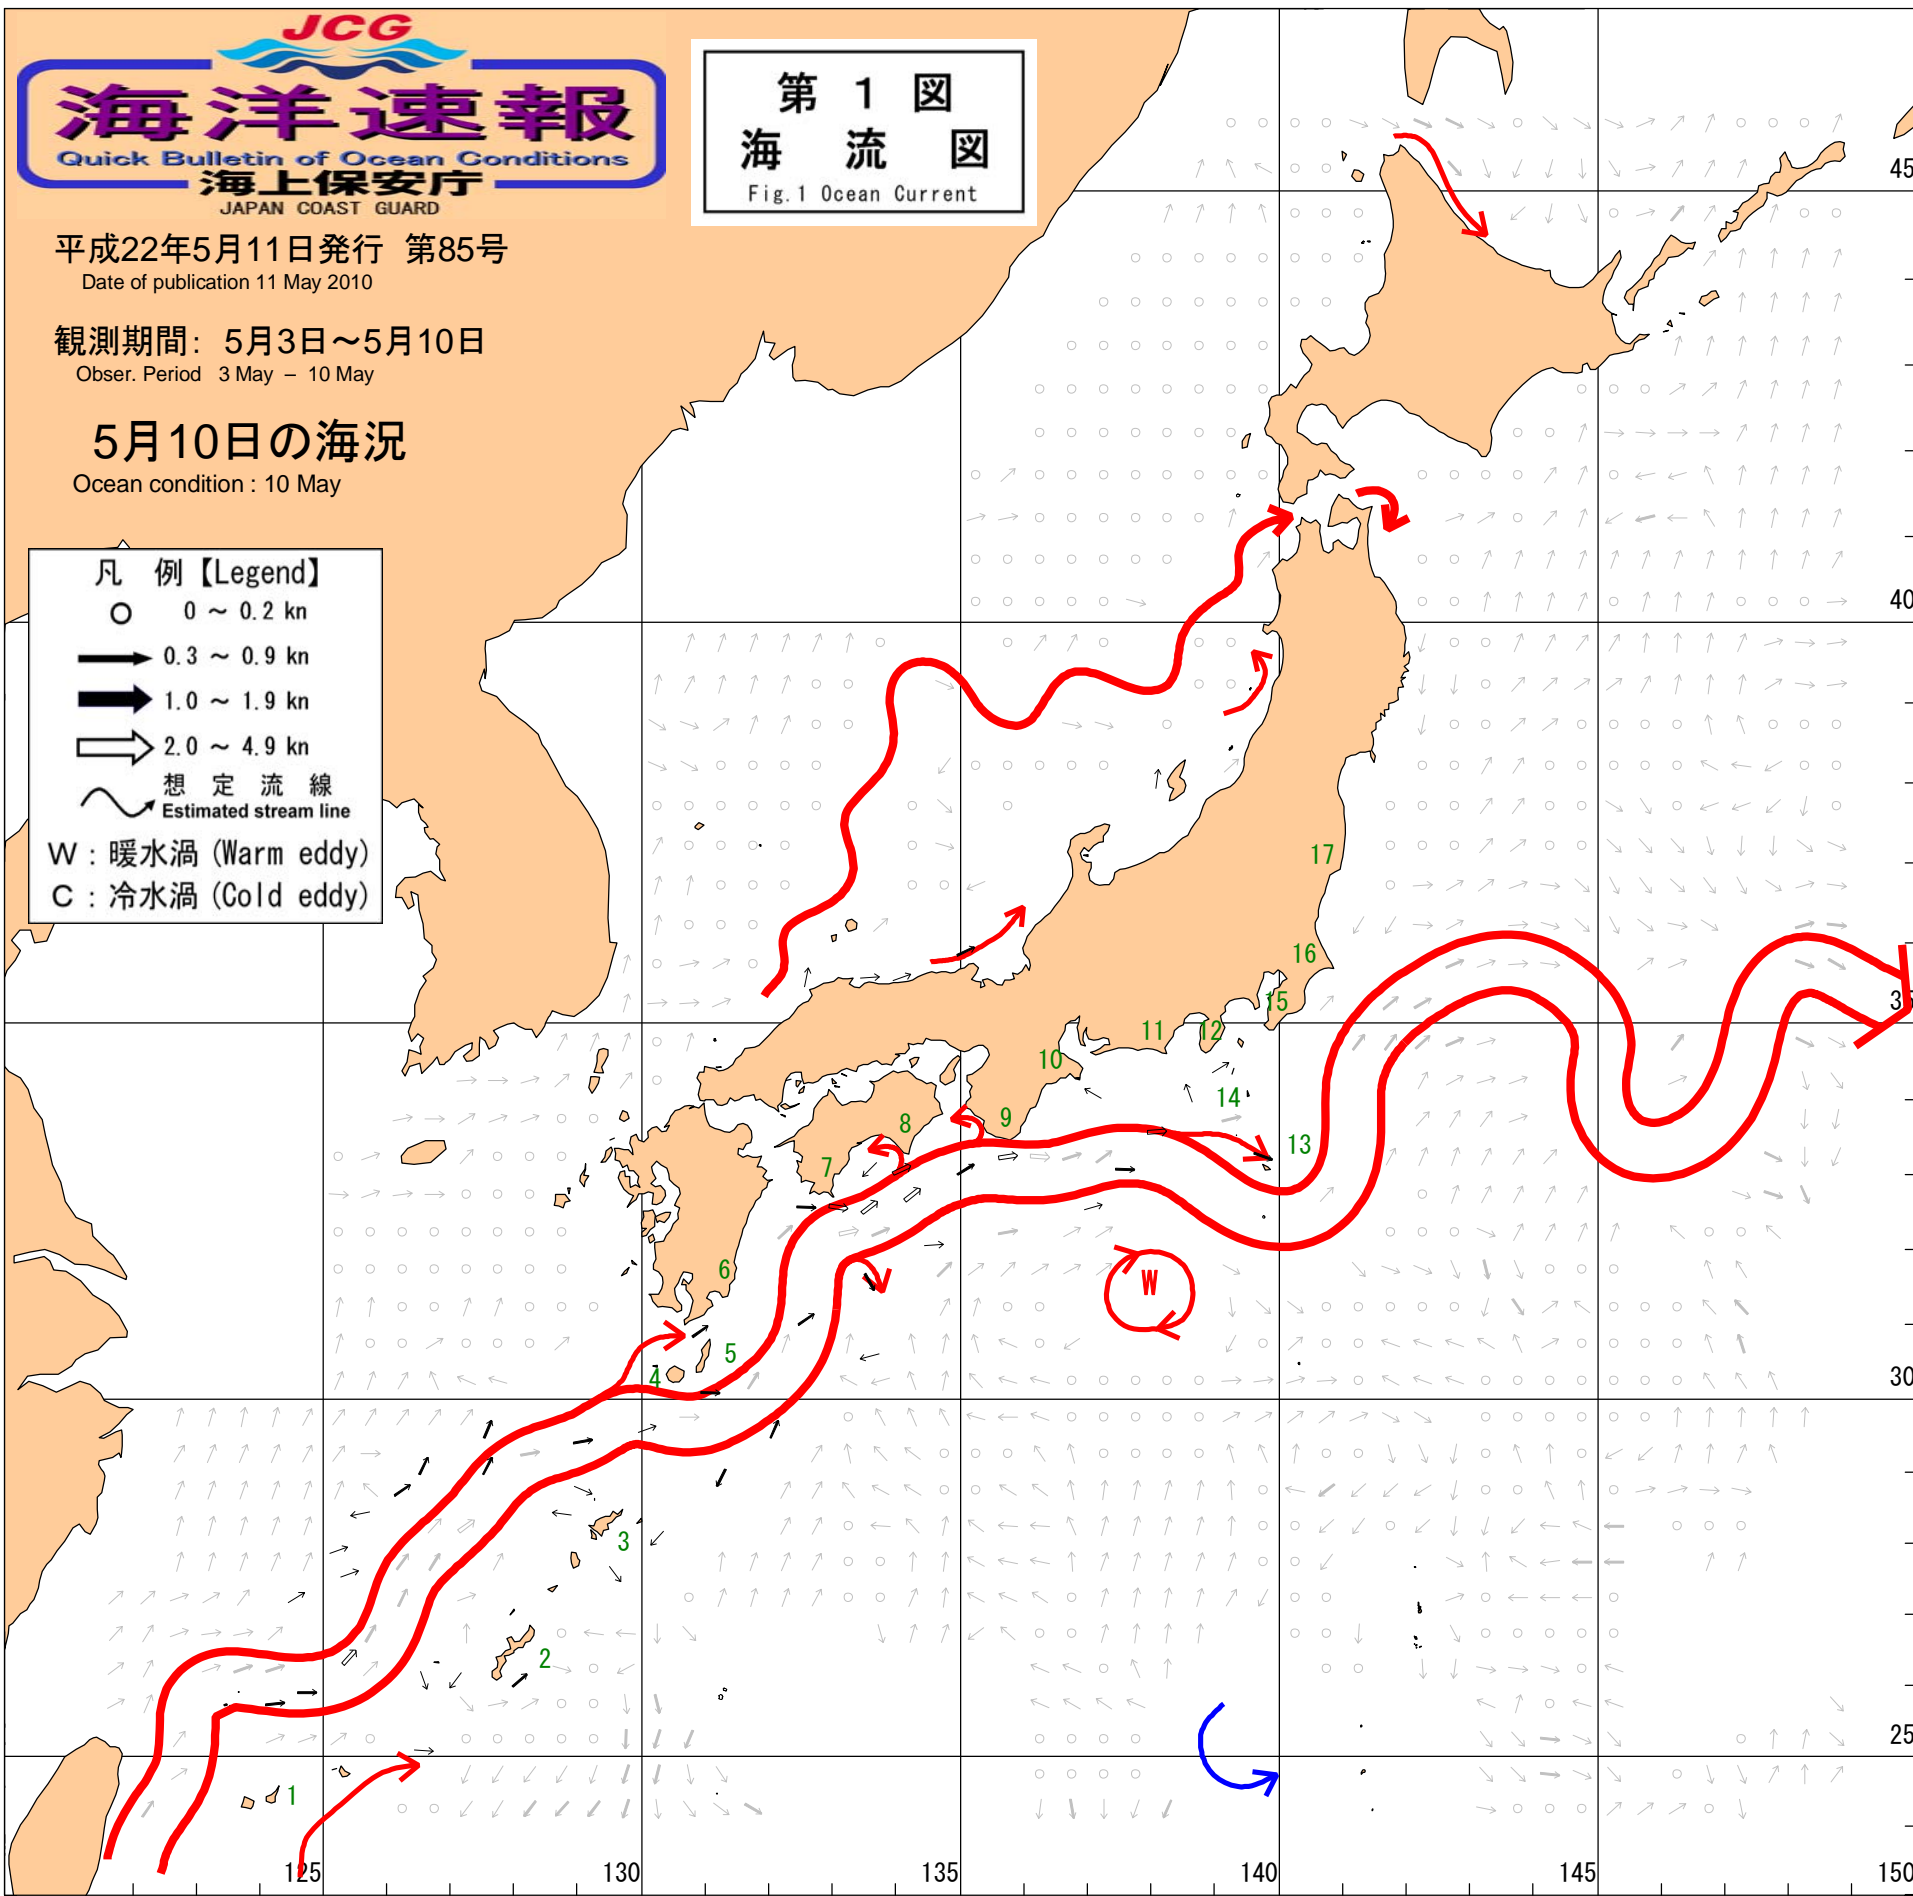 JCG
海洋速報
Quick Bulletin of Ocean Conditions
海上保安庁
JAPAN COAST GUARD
第 1 図
海 流 図
Fig.1 Ocean Current
平成22年5月11日発行 第85号
Date of publication 11 May 2010
観測期間: 5月3日～5月10日
Obser. Period 3 May – 10 May
5月10日の海況
Ocean condition : 10 May
凡 例【Legend】
0 ～ 0.2 kn
0.3 ～ 0.9 kn
1.0 ～ 1.9 kn
2.0 ～ 4.9 kn
想 定 流 線
Estimated stream line
W : 暖水渦 (Warm eddy)
C : 冷水渦 (Cold eddy)
45
40
17
16
35
15
11
12
10
14
9
8
13
7
6
W
5
4
30
3
2
25
1
125
130
135
140
145
150